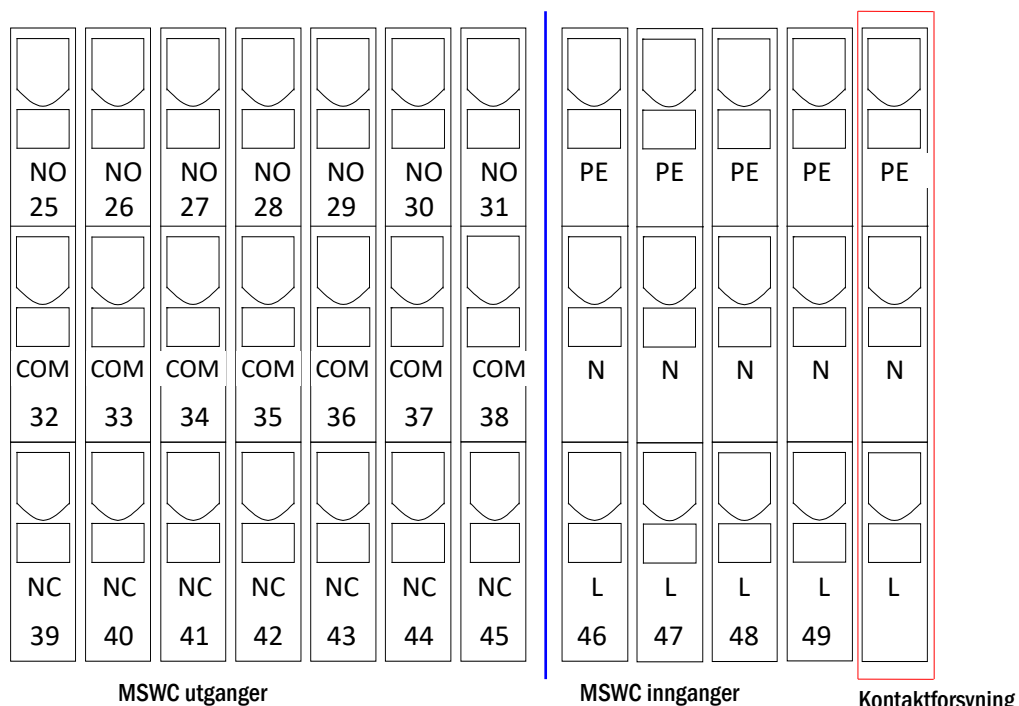 NO NO NO NO NO NO NO PE PE PE PE PE
25 26 27 28 29 30 31
COM COM COM COM COM COM COM N N N N N
32 33 34 35 36 37 38
NC NC NC NC NC NC NC L L L L L
39 40 41 42 43 44 45 46 47 48 49
MSWC utganger MSWC innganger Kontaktforsyning